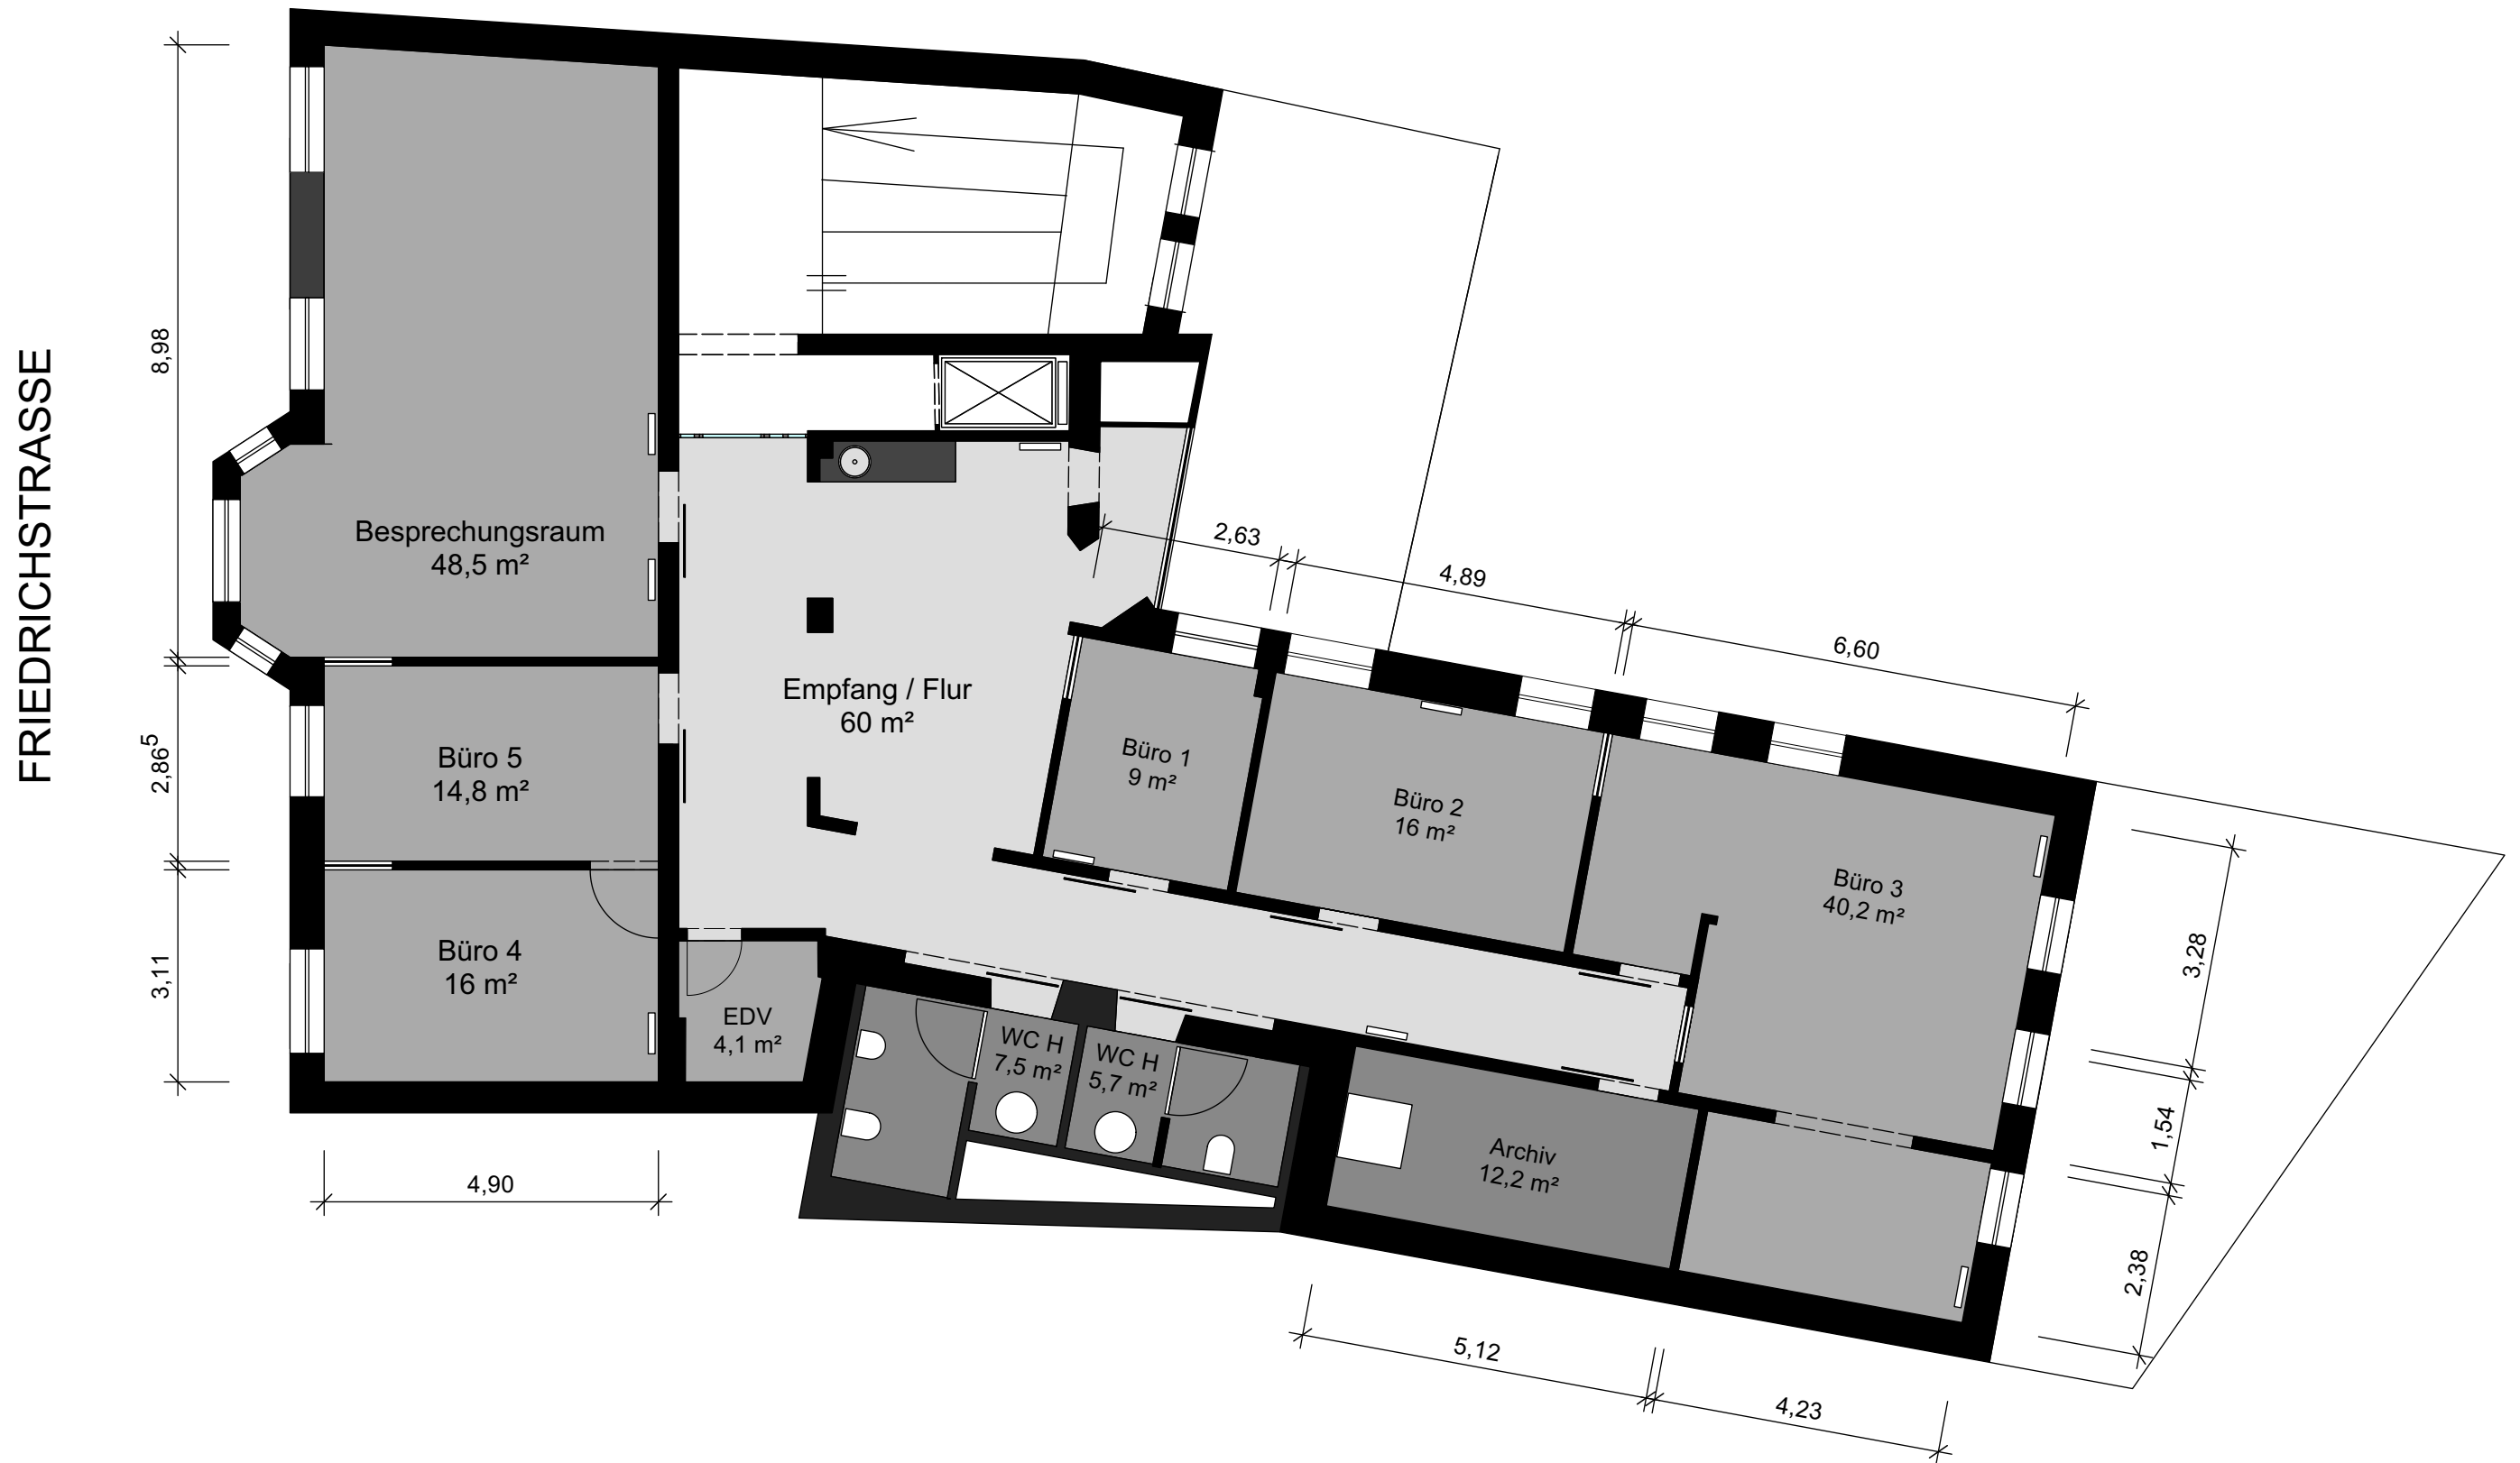 FRIEDRICHSTRASSE
8,98
2,86⁵
3,11
4,90
Besprechungsraum
48,5 m²
Büro 5
14,8 m²
Büro 4
16 m²
Empfang / Flur
60 m²
EDV
4,1 m²
WC H
7,5 m²
WC H
5,7 m²
Büro 1
9 m²
Büro 2
16 m²
Büro 3
40,2 m²
Archiv
12,2 m²
2,63
4,89
6,60
3,28
1,54
2,38
5,12
4,23